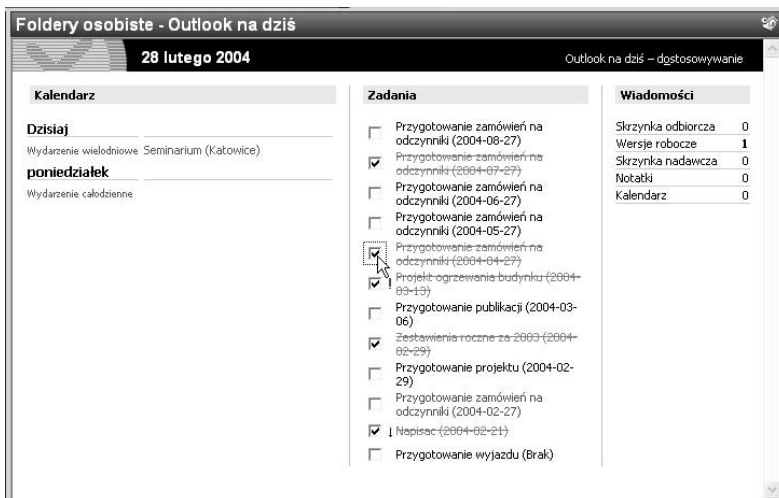 Foldery osobiste - Outlook na dziś
28 lutego 2004
Outlook na dziś – dostosowywanie
Kalendarz
Dzisiaj
Wydarzenie wielodniowe Seminarium (Katowice)
poniedziałek
Wydarzenie całodzienne
Zadania
Przygotowanie zamówień na
odczynniki (2004-08-27)
Przygotowanie zamówień na
odczynniki (2004-07-27)
Przygotowanie zamówień na
odczynniki (2004-06-27)
Przygotowanie zamówień na
odczynniki (2004-05-27)
Przygotowanie zamówień na
odczynniki (2004-04-27)
! Projekt ogrzewania budynku (2004-
03-13)
Przygotowanie publikacji (2004-03-
06)
Zestawienia roczne za 2003 (2004-
02-29)
Przygotowanie projektu (2004-02-
29)
Przygotowanie zamówień na
odczynniki (2004-02-27)
Napisac (2004-02-21)
Przygotowanie wyjazdu (Brak)
Wiadomości
Skrzynka odbiorcza 0
Wersje robocze 1
Skrzynka nadawcza 0
Notatki 0
Kalendarz 0